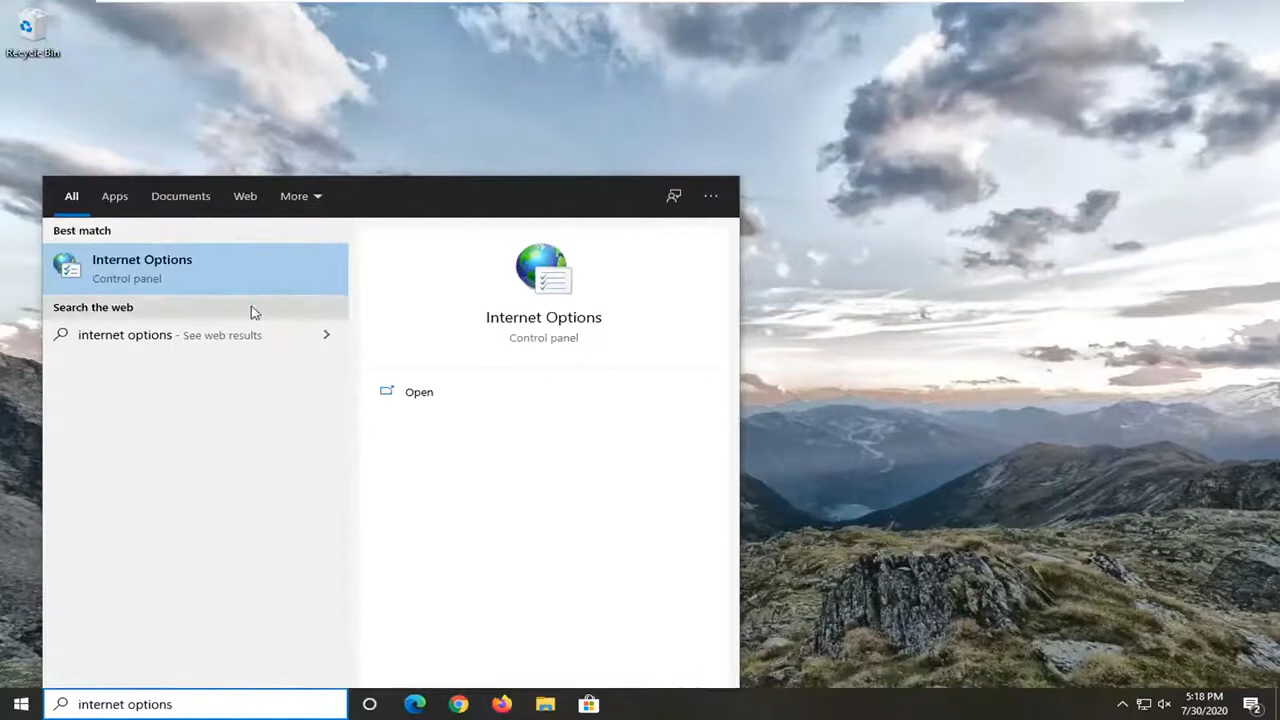 Recycle Bin
All Apps Documents Web More
Best match
Internet Options
Control panel
Search the web
internet options - See web results
Internet Options
Control panel
Open
internet options
5:18 PM
7/30/2020
2